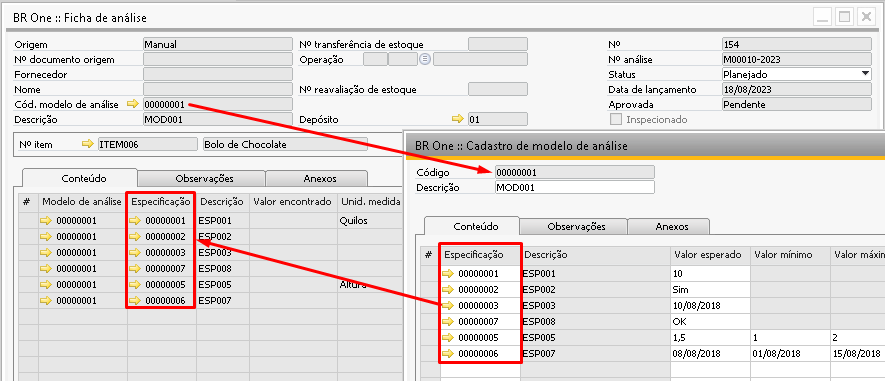 BR One :: Ficha de análise
Origem Manual Nº transferência de estoque Nº 154
Nº documento origem Operação Nº análise M00010-2023
Fornecedor Status Planejado
Nome Nº reavaliação de estoque Data de lançamento 18/08/2023
Cód. modelo de análise 00000001 Aprovada Pendente
Descrição MOD001 Depósito 01 Inspecionado
Nº item ITEM006 Bolo de Chocolate
Conteúdo Observações Anexos
# Modelo de análise Especificação Descrição Valor encontrado Unid. medida
00000001 00000001 ESP001 Quilos
00000001 00000002 ESP002
00000001 00000003 ESP003
00000001 00000007 ESP008
00000001 00000005 ESP005 Altura
00000001 00000006 ESP007
BR One :: Cadastro de modelo de análise
Código 00000001
Descrição MOD001
Conteúdo Observações Anexos
# Especificação Descrição Valor esperado Valor mínimo Valor máxi
00000001 ESP001 10
00000002 ESP002 Sim
00000003 ESP003 10/08/2018
00000007 ESP008 OK
00000005 ESP005 1,5 1 2
00000006 ESP007 08/08/2018 01/08/2018 15/08/2018